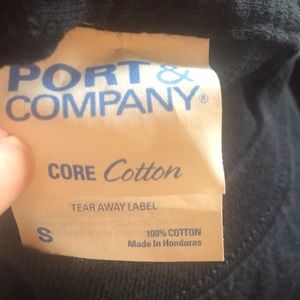 PORT &
COMPANY®
CORE Cotton
TEAR AWAY LABEL
S
100% COTTON
Made in Honduras